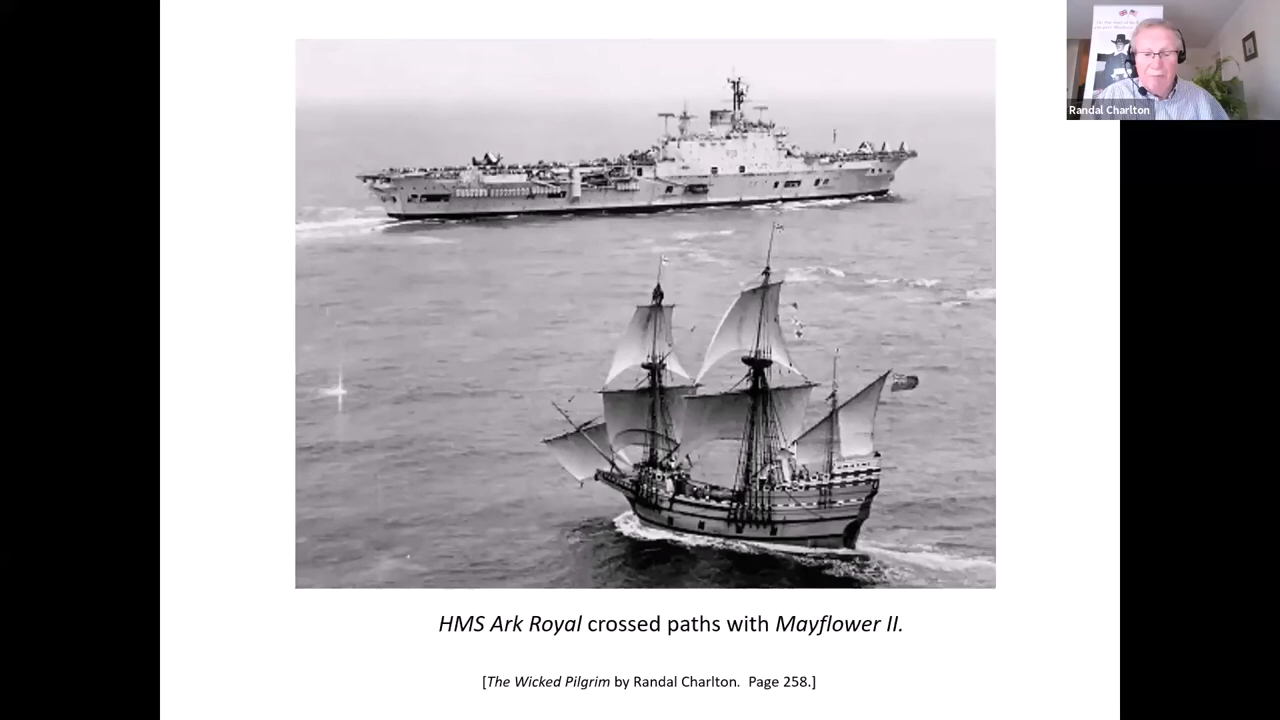 Randal Charlton
HMS Ark Royal crossed paths with Mayflower II.
[The Wicked Pilgrim by Randal Charlton.  Page 258.]